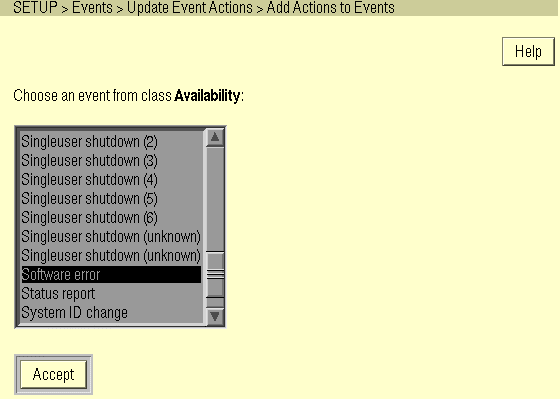 SETUP > Events > Update Event Actions > Add Actions to Events
Help
Choose an event from class Availability:
Singleuser shutdown (2)
Singleuser shutdown (3)
Singleuser shutdown (4)
Singleuser shutdown (5)
Singleuser shutdown (6)
Singleuser shutdown (unknown)
Singleuser shutdown (unknown)
Software error
Status report
System ID change
Accept